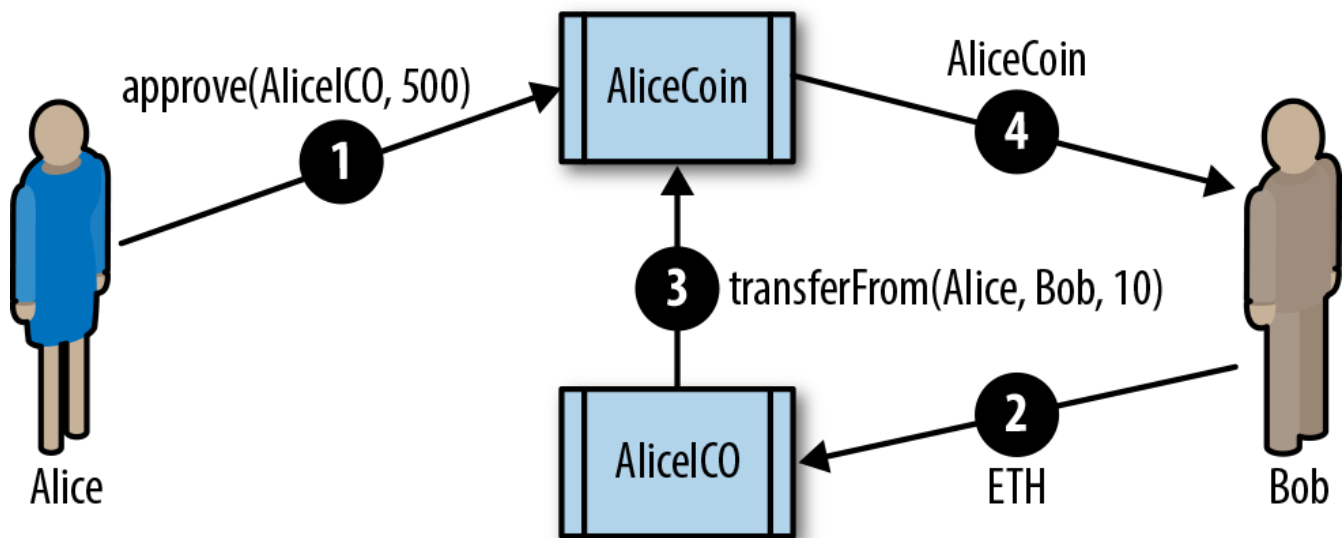 approve(AliceICO, 500)
1
AliceCoin
AliceCoin
4
3
transferFrom(Alice, Bob, 10)
AliceICO
2
ETH
Alice
Bob